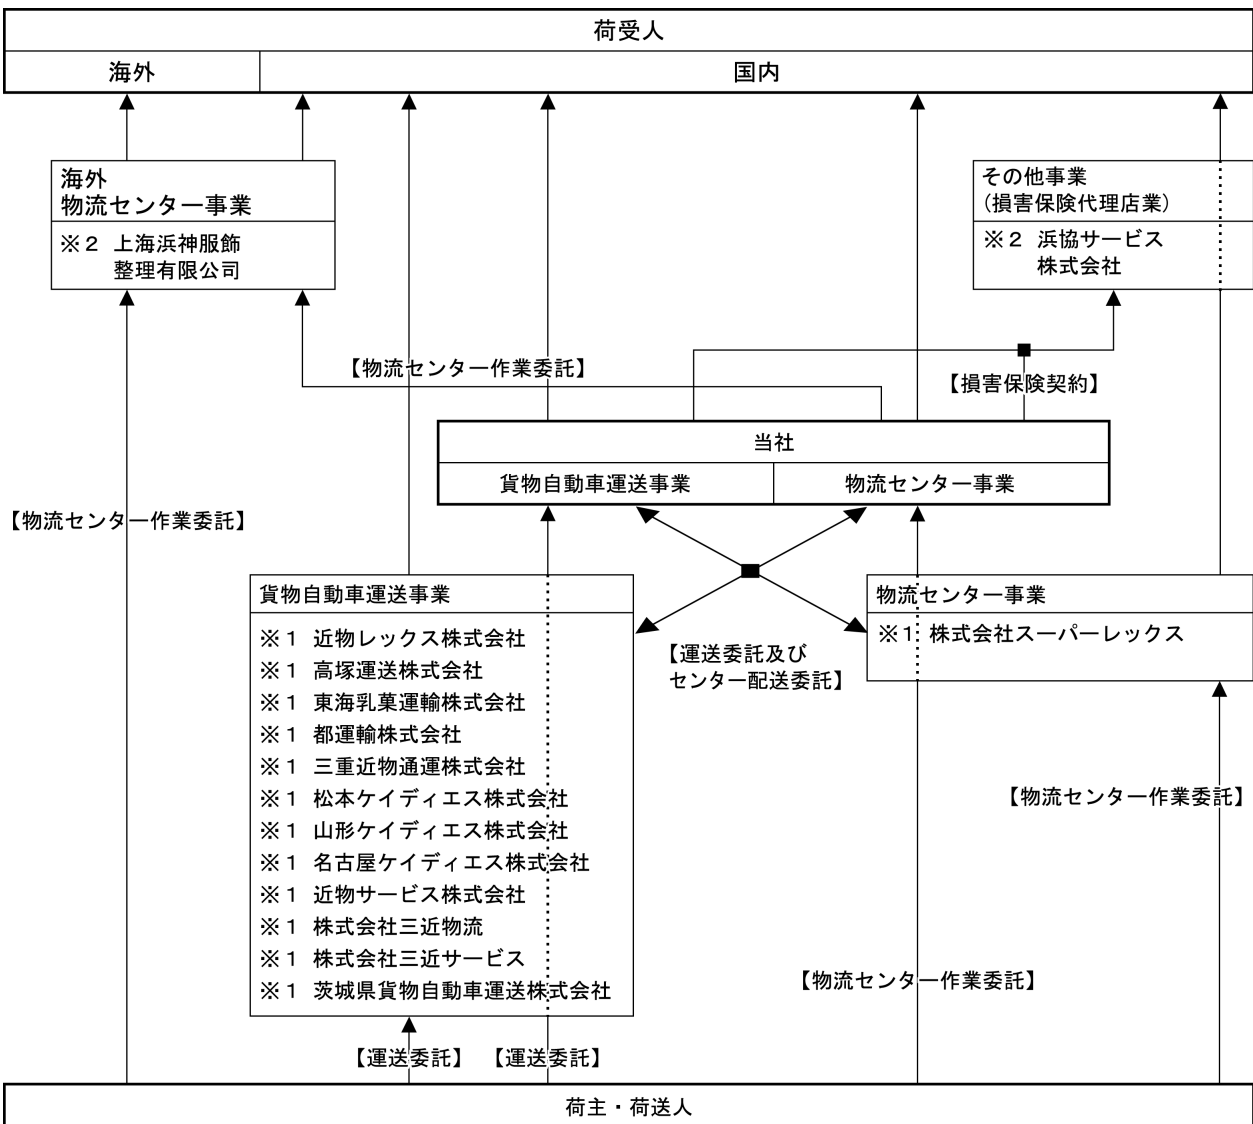 荷受人
海外
国内
海外
物流センター事業
※2 上海浜神服飾
整理有限公司
その他事業
(損害保険代理店業)
※2 浜協サービス
株式会社
【物流センター作業委託】
【損害保険契約】
当社
貨物自動車運送事業
物流センター事業
【物流センター作業委託】
貨物自動車運送事業
※1 近物レックス株式会社
※1 高塚運送株式会社
※1 東海乳菓運輸株式会社
※1 都運輸株式会社
※1 三重近物通運株式会社
※1 松本ケイディエス株式会社
※1 山形ケイディエス株式会社
※1 名古屋ケイディエス株式会社
※1 近物サービス株式会社
※1 株式会社三近物流
※1 株式会社三近サービス
※1 茨城県貨物自動車運送株式会社
【運送委託及び
センター配送委託】
物流センター事業
※1 株式会社スーパーレックス
【物流センター作業委託】
【物流センター作業委託】
【運送委託】
【運送委託】
荷主・荷送人